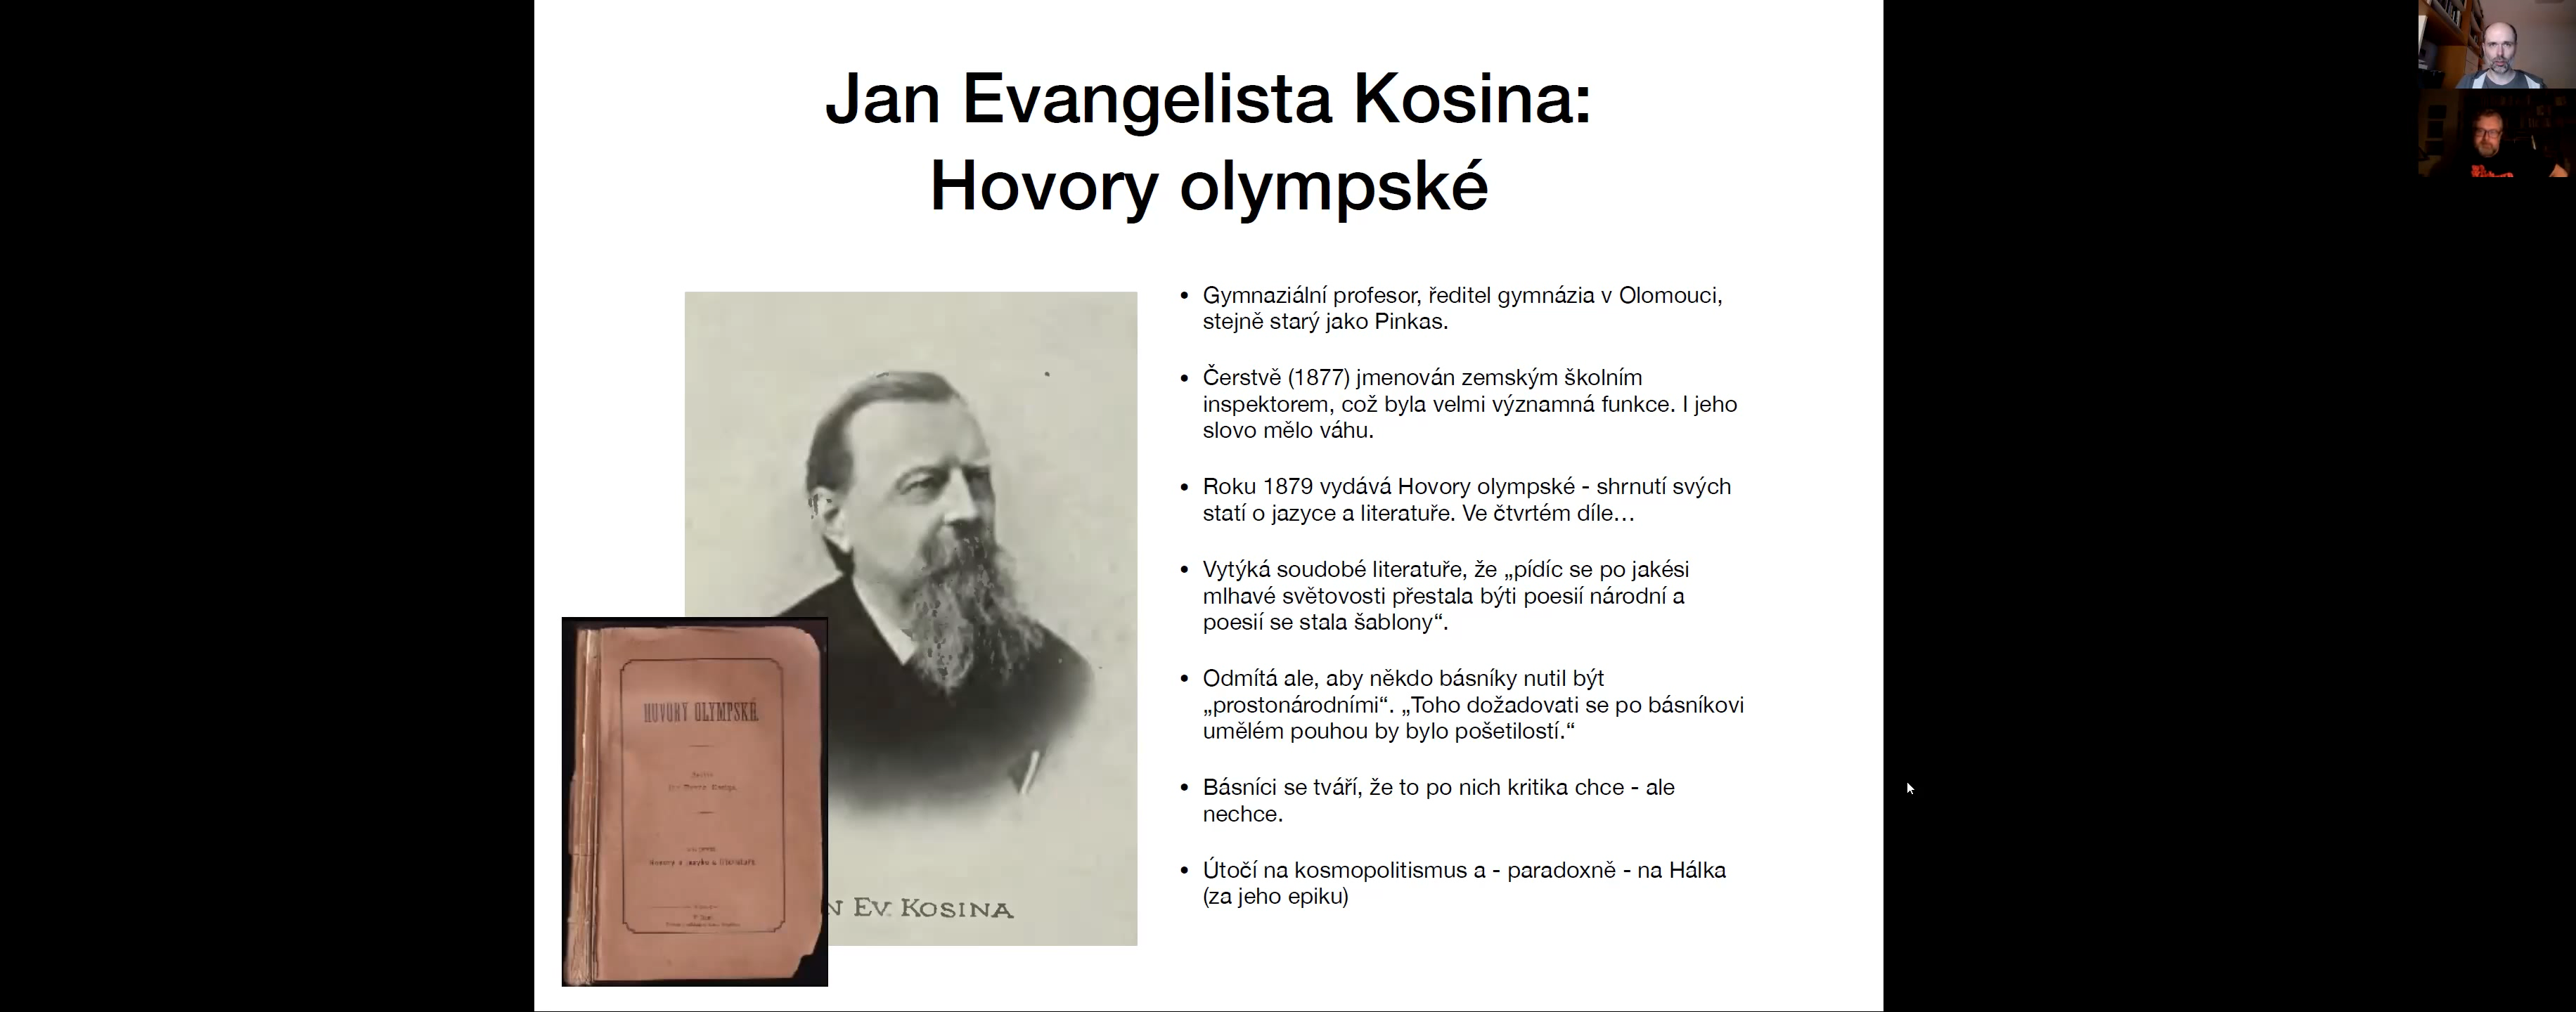 Jan Evangelista Kosina:
Hovory olympské
• Gymnaziální profesor, ředitel gymnázia v Olomouci,
stejně starý jako Pinkas.
• Čerstvě (1877) jmenován zemským školním
inspektorem, což byla velmi významná funkce. I jeho
slovo mělo váhu.
• Roku 1879 vydává Hovory olympské - shrnutí svých
statí o jazyce a literatuře. Ve čtvrtém díle…
• Vytýká soudobé literatuře, že „pídíc se po jakési
mlhavé světovosti přestala býti poesií národní a
poesií se stala šablony“.
• Odmítá ale, aby někdo básníky nutil být
„prostonárodními“. „Toho dožadovati se po básníkovi
umělém pouhou by bylo pošetilostí.“
• Básníci se tváří, že to po nich kritika chce - ale
nechce.
• Útočí na kosmopolitismus a - paradoxně - na Hálka
(za jeho epiku)
N EV. KOSINA
HOVORY OLYMPSKÉ.
Hovory o jazyku a literatuře.